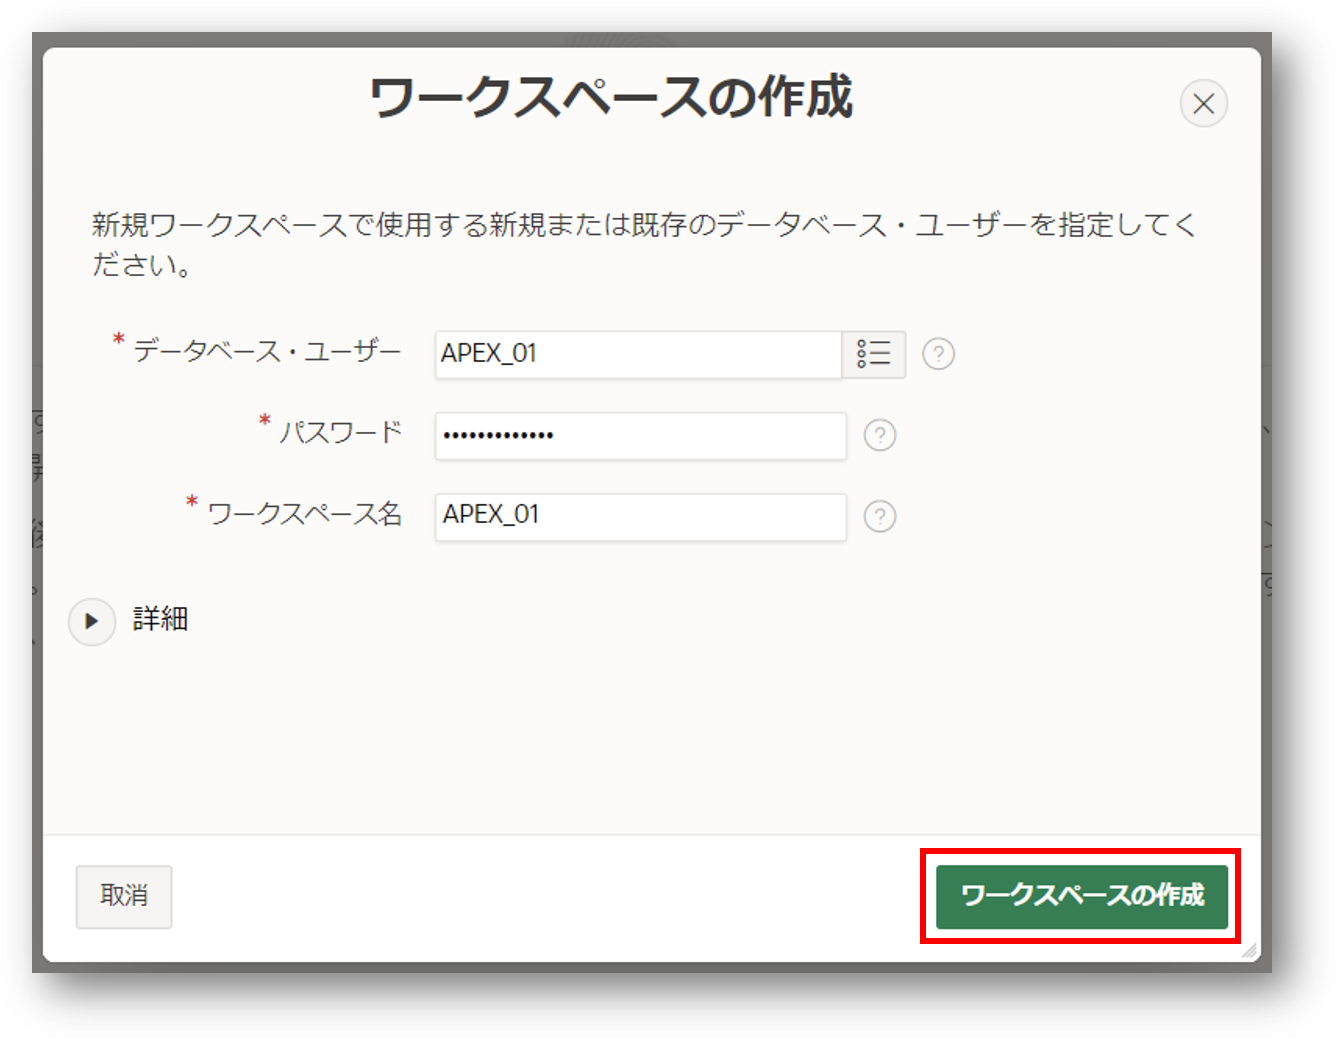 ワークスペースの作成
新規ワークスペースで使用する新規または既存のデータベース・ユーザーを指定してく
ださい。
* データベース・ユーザー APEX_01 ?
* パスワード ••••••••••••• ?
* ワークスペース名 APEX_01 ?
詳細
取消 ワークスペースの作成